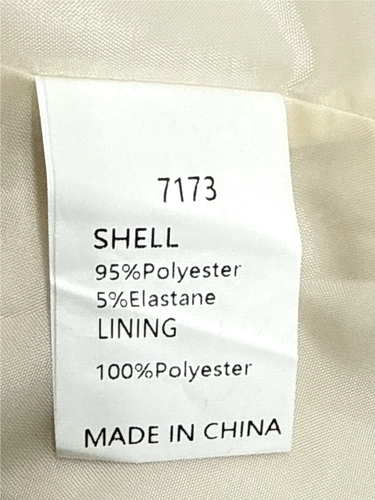 7173
SHELL
95%Polyester
5%Elastane
LINING
100%Polyester
MADE IN CHINA